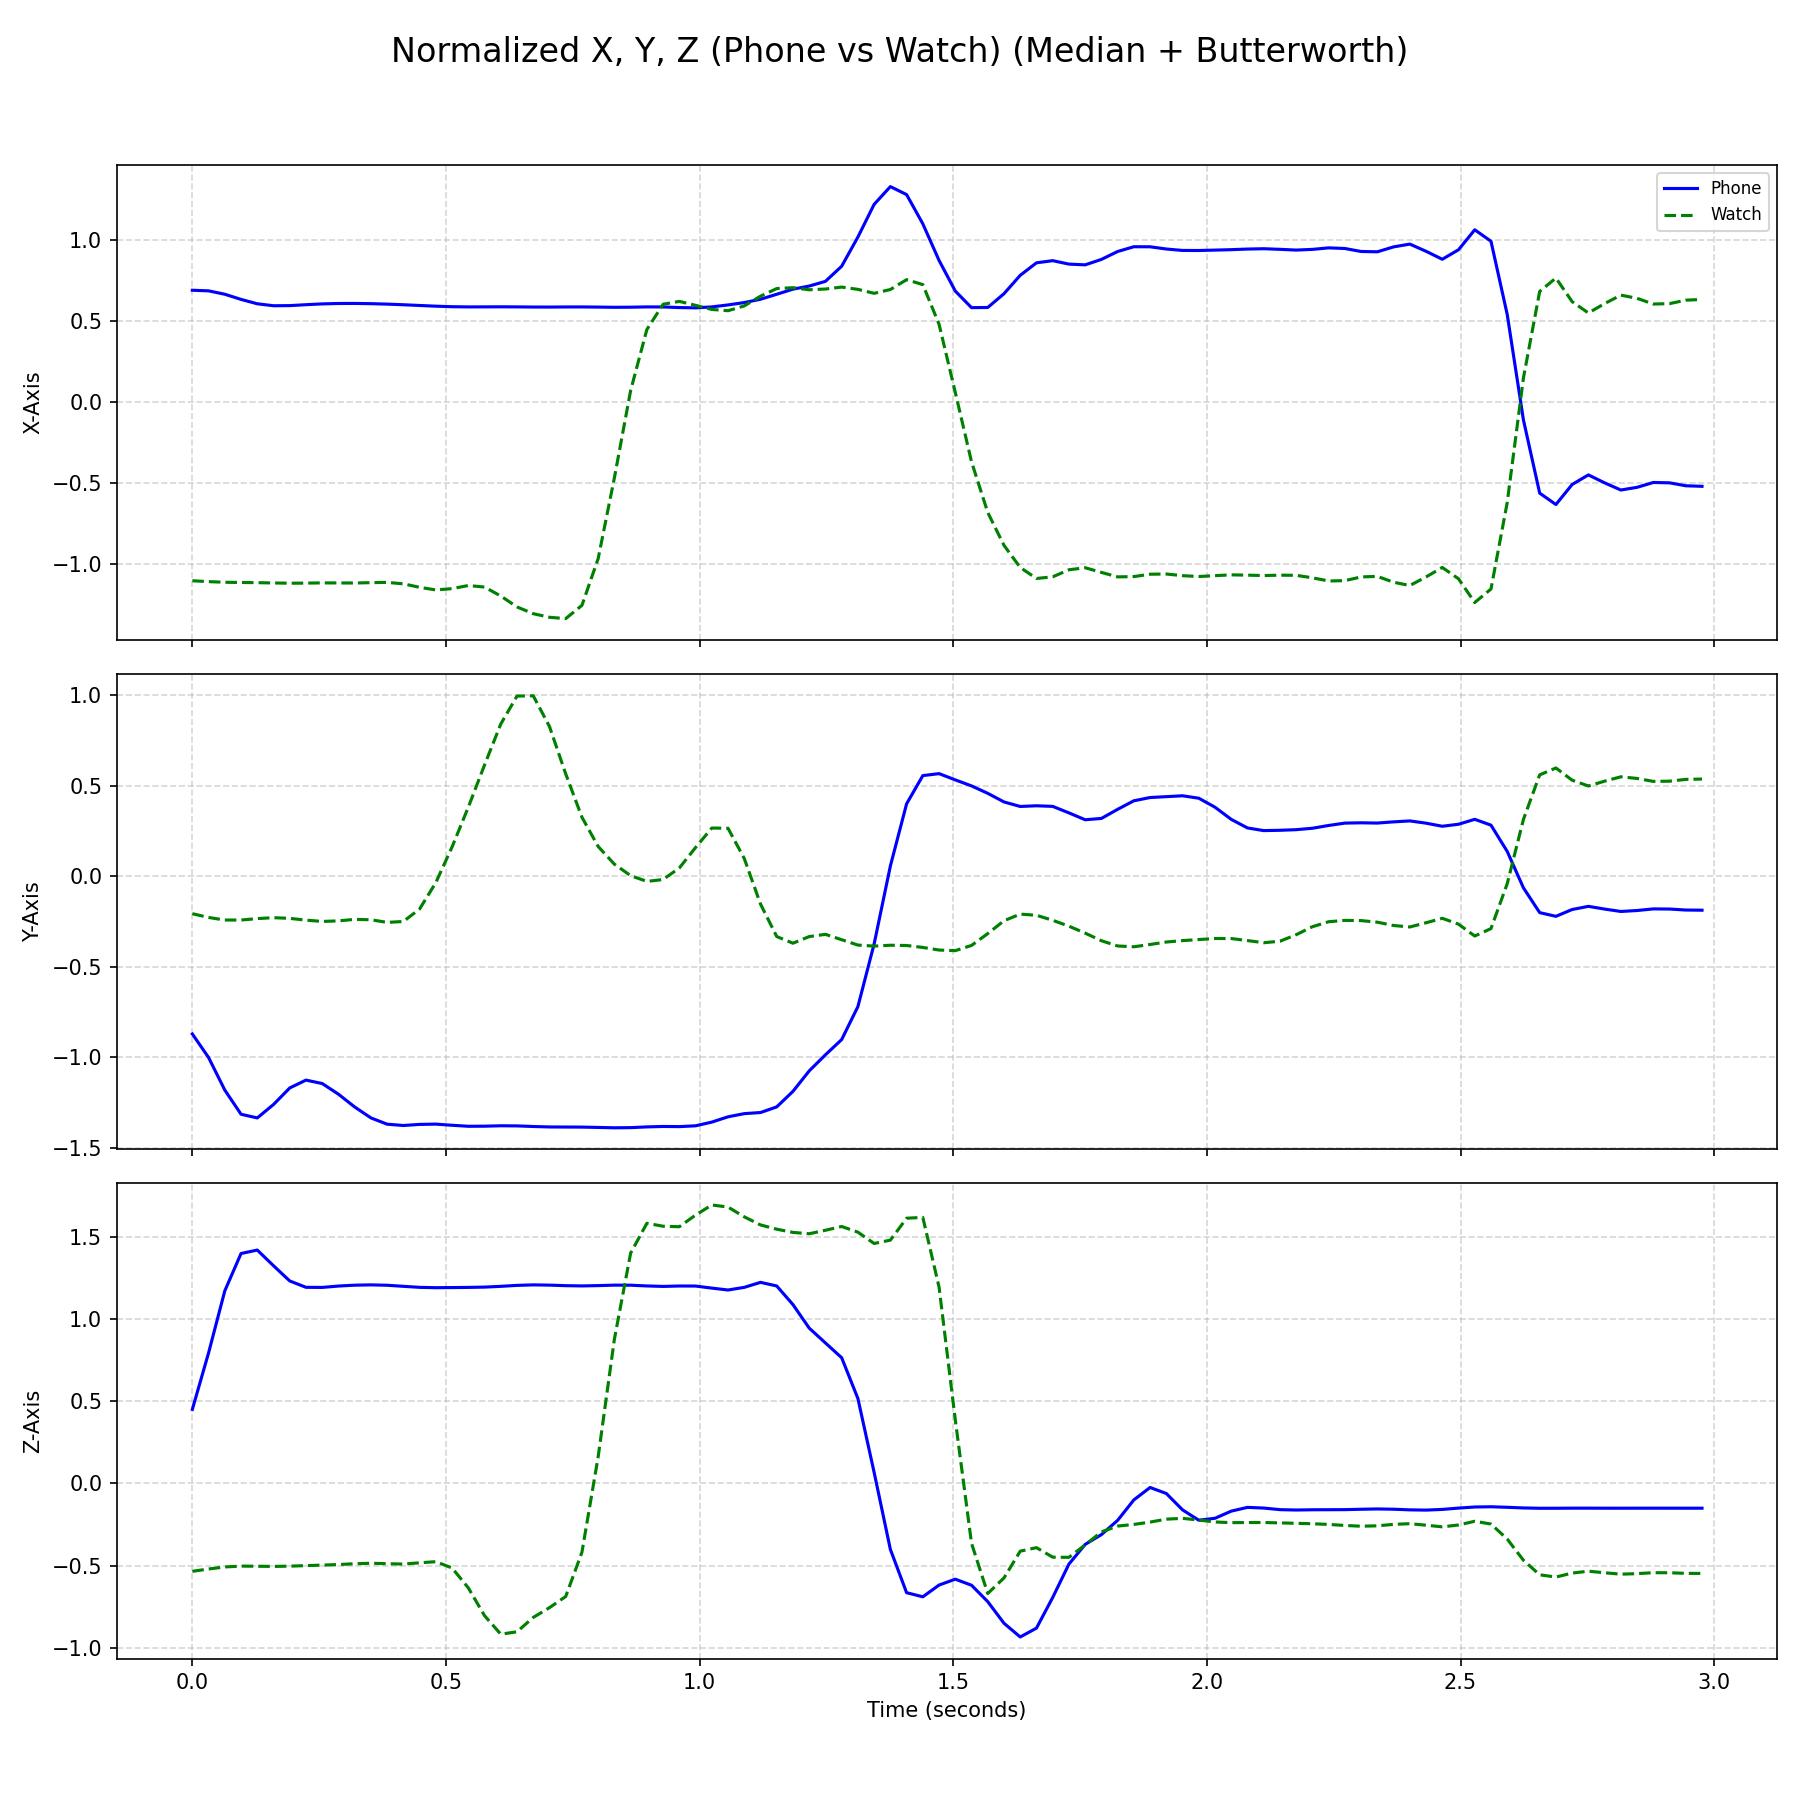 Normalized X, Y, Z (Phone vs Watch) (Median + Butterworth)
Phone
Watch
X-Axis
1.0
0.5
0.0
−0.5
−1.0
Y-Axis
1.0
0.5
0.0
−0.5
−1.0
−1.5
Z-Axis
1.5
1.0
0.5
0.0
−0.5
−1.0
0.0 0.5 1.0 1.5 2.0 2.5 3.0
Time (seconds)